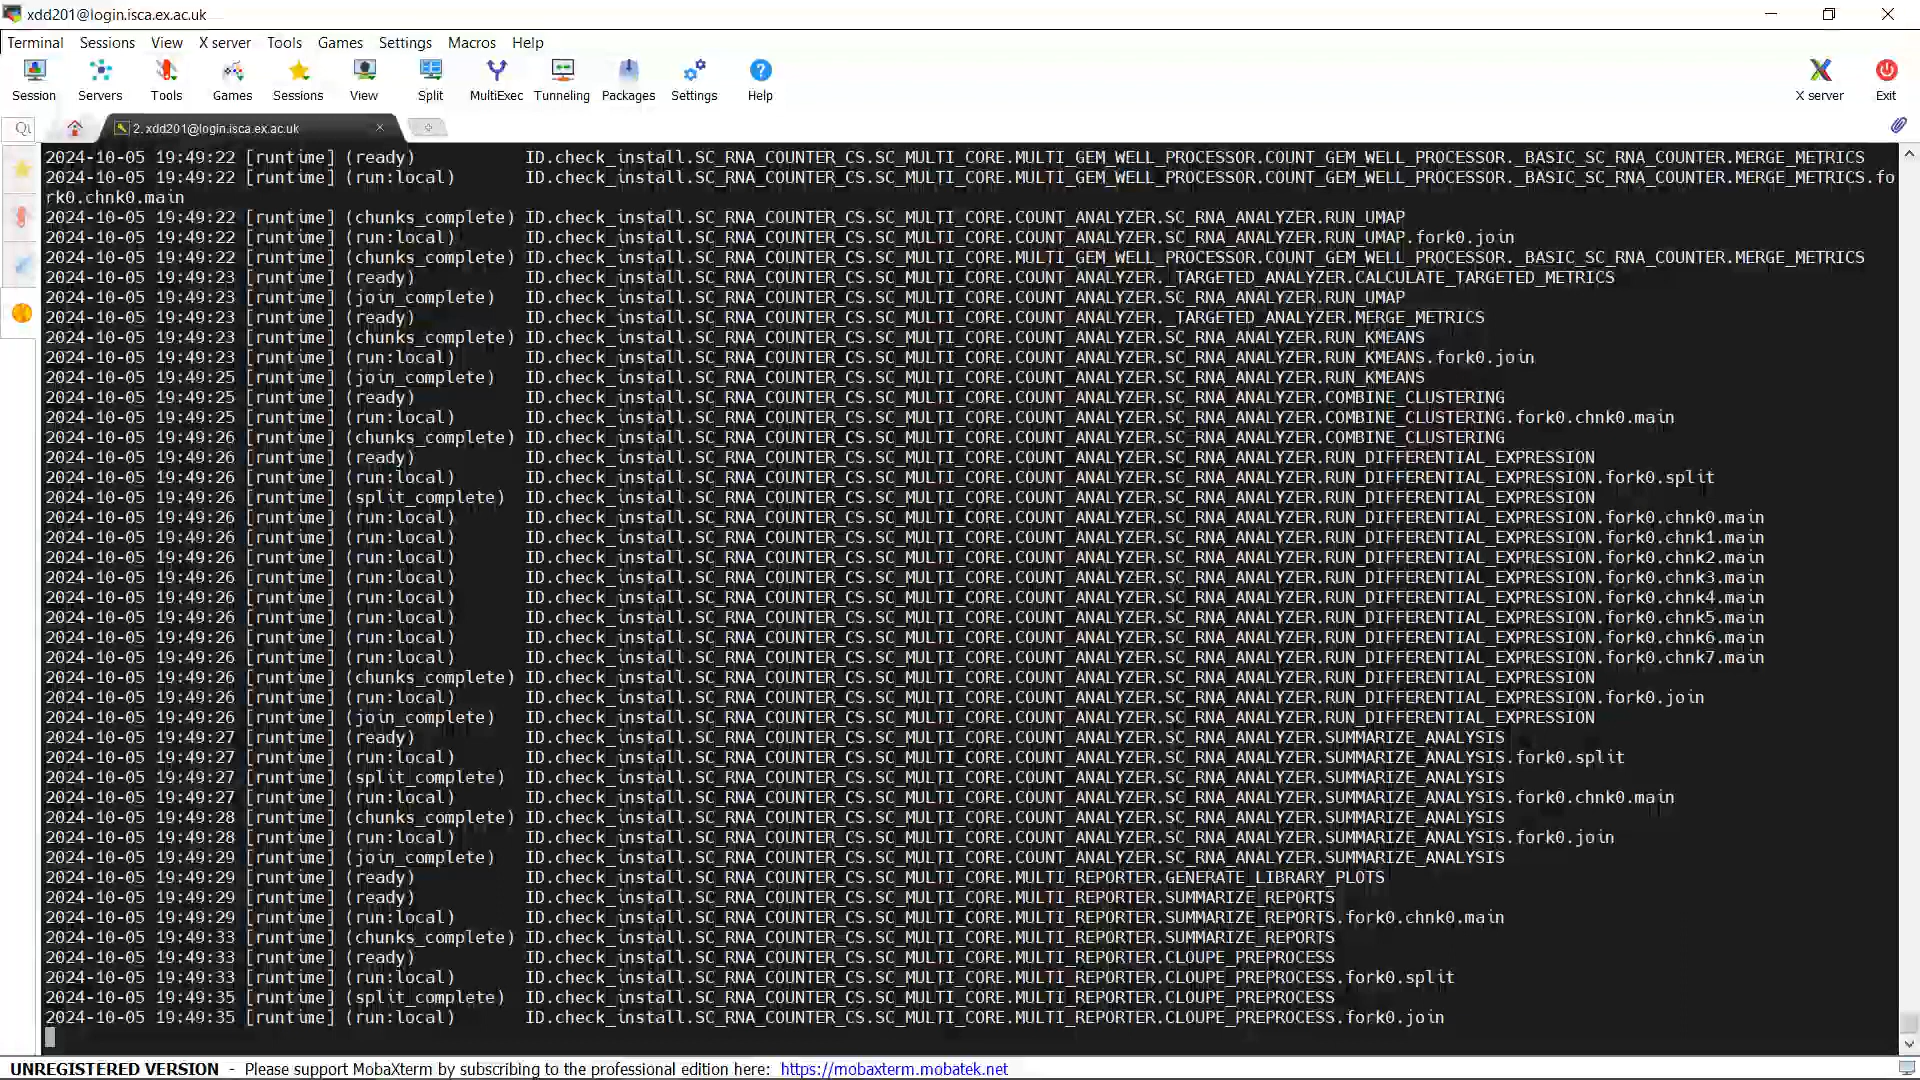 xdd201@login.isca.ex.ac.uk
Terminal Sessions View X server Tools Games Settings Macros Help
Session Servers Tools Games Sessions View Split MultiExec Tunneling Packages Settings Help X server Exit
2. xdd201@login.isca.ex.ac.uk
2024-10-05 19:49:22 [runtime] (ready) ID.check_install.SC_RNA_COUNTER_CS.SC_MULTI_CORE.MULTI_GEM_WELL_PROCESSOR.COUNT_GEM_WELL_PROCESSOR._BASIC_SC_RNA_COUNTER.MERGE_METRICS
2024-10-05 19:49:22 [runtime] (run:local) ID.check_install.SC_RNA_COUNTER_CS.SC_MULTI_CORE.MULTI_GEM_WELL_PROCESSOR.COUNT_GEM_WELL_PROCESSOR._BASIC_SC_RNA_COUNTER.MERGE_METRICS.fo
rk0.chnk0.main
2024-10-05 19:49:22 [runtime] (chunks_complete) ID.check_install.SC_RNA_COUNTER_CS.SC_MULTI_CORE.COUNT_ANALYZER.SC_RNA_ANALYZER.RUN_UMAP
2024-10-05 19:49:22 [runtime] (run:local) ID.check_install.SC_RNA_COUNTER_CS.SC_MULTI_CORE.COUNT_ANALYZER.SC_RNA_ANALYZER.RUN_UMAP.fork0.join
2024-10-05 19:49:22 [runtime] (chunks_complete) ID.check_install.SC_RNA_COUNTER_CS.SC_MULTI_CORE.MULTI_GEM_WELL_PROCESSOR.COUNT_GEM_WELL_PROCESSOR._BASIC_SC_RNA_COUNTER.MERGE_METRICS
2024-10-05 19:49:23 [runtime] (ready) ID.check_install.SC_RNA_COUNTER_CS.SC_MULTI_CORE.COUNT_ANALYZER._TARGETED_ANALYZER.CALCULATE_TARGETED_METRICS
2024-10-05 19:49:23 [runtime] (join_complete) ID.check_install.SC_RNA_COUNTER_CS.SC_MULTI_CORE.COUNT_ANALYZER.SC_RNA_ANALYZER.RUN_UMAP
2024-10-05 19:49:23 [runtime] (ready) ID.check_install.SC_RNA_COUNTER_CS.SC_MULTI_CORE.COUNT_ANALYZER._TARGETED_ANALYZER.MERGE_METRICS
2024-10-05 19:49:23 [runtime] (chunks_complete) ID.check_install.SC_RNA_COUNTER_CS.SC_MULTI_CORE.COUNT_ANALYZER.SC_RNA_ANALYZER.RUN_KMEANS
2024-10-05 19:49:23 [runtime] (run:local) ID.check_install.SC_RNA_COUNTER_CS.SC_MULTI_CORE.COUNT_ANALYZER.SC_RNA_ANALYZER.RUN_KMEANS.fork0.join
2024-10-05 19:49:25 [runtime] (join_complete) ID.check_install.SC_RNA_COUNTER_CS.SC_MULTI_CORE.COUNT_ANALYZER.SC_RNA_ANALYZER.RUN_KMEANS
2024-10-05 19:49:25 [runtime] (ready) ID.check_install.SC_RNA_COUNTER_CS.SC_MULTI_CORE.COUNT_ANALYZER.SC_RNA_ANALYZER.COMBINE_CLUSTERING
2024-10-05 19:49:25 [runtime] (run:local) ID.check_install.SC_RNA_COUNTER_CS.SC_MULTI_CORE.COUNT_ANALYZER.SC_RNA_ANALYZER.COMBINE_CLUSTERING.fork0.chnk0.main
2024-10-05 19:49:26 [runtime] (chunks_complete) ID.check_install.SC_RNA_COUNTER_CS.SC_MULTI_CORE.COUNT_ANALYZER.SC_RNA_ANALYZER.COMBINE_CLUSTERING
2024-10-05 19:49:26 [runtime] (ready) ID.check_install.SC_RNA_COUNTER_CS.SC_MULTI_CORE.COUNT_ANALYZER.SC_RNA_ANALYZER.RUN_DIFFERENTIAL_EXPRESSION
2024-10-05 19:49:26 [runtime] (run:local) ID.check_install.SC_RNA_COUNTER_CS.SC_MULTI_CORE.COUNT_ANALYZER.SC_RNA_ANALYZER.RUN_DIFFERENTIAL_EXPRESSION.fork0.split
2024-10-05 19:49:26 [runtime] (split_complete) ID.check_install.SC_RNA_COUNTER_CS.SC_MULTI_CORE.COUNT_ANALYZER.SC_RNA_ANALYZER.RUN_DIFFERENTIAL_EXPRESSION
2024-10-05 19:49:26 [runtime] (run:local) ID.check_install.SC_RNA_COUNTER_CS.SC_MULTI_CORE.COUNT_ANALYZER.SC_RNA_ANALYZER.RUN_DIFFERENTIAL_EXPRESSION.fork0.chnk0.main
2024-10-05 19:49:26 [runtime] (run:local) ID.check_install.SC_RNA_COUNTER_CS.SC_MULTI_CORE.COUNT_ANALYZER.SC_RNA_ANALYZER.RUN_DIFFERENTIAL_EXPRESSION.fork0.chnk1.main
2024-10-05 19:49:26 [runtime] (run:local) ID.check_install.SC_RNA_COUNTER_CS.SC_MULTI_CORE.COUNT_ANALYZER.SC_RNA_ANALYZER.RUN_DIFFERENTIAL_EXPRESSION.fork0.chnk2.main
2024-10-05 19:49:26 [runtime] (run:local) ID.check_install.SC_RNA_COUNTER_CS.SC_MULTI_CORE.COUNT_ANALYZER.SC_RNA_ANALYZER.RUN_DIFFERENTIAL_EXPRESSION.fork0.chnk3.main
2024-10-05 19:49:26 [runtime] (run:local) ID.check_install.SC_RNA_COUNTER_CS.SC_MULTI_CORE.COUNT_ANALYZER.SC_RNA_ANALYZER.RUN_DIFFERENTIAL_EXPRESSION.fork0.chnk4.main
2024-10-05 19:49:26 [runtime] (run:local) ID.check_install.SC_RNA_COUNTER_CS.SC_MULTI_CORE.COUNT_ANALYZER.SC_RNA_ANALYZER.RUN_DIFFERENTIAL_EXPRESSION.fork0.chnk5.main
2024-10-05 19:49:26 [runtime] (run:local) ID.check_install.SC_RNA_COUNTER_CS.SC_MULTI_CORE.COUNT_ANALYZER.SC_RNA_ANALYZER.RUN_DIFFERENTIAL_EXPRESSION.fork0.chnk6.main
2024-10-05 19:49:26 [runtime] (run:local) ID.check_install.SC_RNA_COUNTER_CS.SC_MULTI_CORE.COUNT_ANALYZER.SC_RNA_ANALYZER.RUN_DIFFERENTIAL_EXPRESSION.fork0.chnk7.main
2024-10-05 19:49:26 [runtime] (chunks_complete) ID.check_install.SC_RNA_COUNTER_CS.SC_MULTI_CORE.COUNT_ANALYZER.SC_RNA_ANALYZER.RUN_DIFFERENTIAL_EXPRESSION
2024-10-05 19:49:26 [runtime] (run:local) ID.check_install.SC_RNA_COUNTER_CS.SC_MULTI_CORE.COUNT_ANALYZER.SC_RNA_ANALYZER.RUN_DIFFERENTIAL_EXPRESSION.fork0.join
2024-10-05 19:49:26 [runtime] (join_complete) ID.check_install.SC_RNA_COUNTER_CS.SC_MULTI_CORE.COUNT_ANALYZER.SC_RNA_ANALYZER.RUN_DIFFERENTIAL_EXPRESSION
2024-10-05 19:49:27 [runtime] (ready) ID.check_install.SC_RNA_COUNTER_CS.SC_MULTI_CORE.COUNT_ANALYZER.SC_RNA_ANALYZER.SUMMARIZE_ANALYSIS
2024-10-05 19:49:27 [runtime] (run:local) ID.check_install.SC_RNA_COUNTER_CS.SC_MULTI_CORE.COUNT_ANALYZER.SC_RNA_ANALYZER.SUMMARIZE_ANALYSIS.fork0.split
2024-10-05 19:49:27 [runtime] (split_complete) ID.check_install.SC_RNA_COUNTER_CS.SC_MULTI_CORE.COUNT_ANALYZER.SC_RNA_ANALYZER.SUMMARIZE_ANALYSIS
2024-10-05 19:49:27 [runtime] (run:local) ID.check_install.SC_RNA_COUNTER_CS.SC_MULTI_CORE.COUNT_ANALYZER.SC_RNA_ANALYZER.SUMMARIZE_ANALYSIS.fork0.chnk0.main
2024-10-05 19:49:28 [runtime] (chunks_complete) ID.check_install.SC_RNA_COUNTER_CS.SC_MULTI_CORE.COUNT_ANALYZER.SC_RNA_ANALYZER.SUMMARIZE_ANALYSIS
2024-10-05 19:49:28 [runtime] (run:local) ID.check_install.SC_RNA_COUNTER_CS.SC_MULTI_CORE.COUNT_ANALYZER.SC_RNA_ANALYZER.SUMMARIZE_ANALYSIS.fork0.join
2024-10-05 19:49:29 [runtime] (join_complete) ID.check_install.SC_RNA_COUNTER_CS.SC_MULTI_CORE.COUNT_ANALYZER.SC_RNA_ANALYZER.SUMMARIZE_ANALYSIS
2024-10-05 19:49:29 [runtime] (ready) ID.check_install.SC_RNA_COUNTER_CS.SC_MULTI_CORE.MULTI_REPORTER.GENERATE_LIBRARY_PLOTS
2024-10-05 19:49:29 [runtime] (ready) ID.check_install.SC_RNA_COUNTER_CS.SC_MULTI_CORE.MULTI_REPORTER.SUMMARIZE_REPORTS
2024-10-05 19:49:29 [runtime] (run:local) ID.check_install.SC_RNA_COUNTER_CS.SC_MULTI_CORE.MULTI_REPORTER.SUMMARIZE_REPORTS.fork0.chnk0.main
2024-10-05 19:49:33 [runtime] (chunks_complete) ID.check_install.SC_RNA_COUNTER_CS.SC_MULTI_CORE.MULTI_REPORTER.SUMMARIZE_REPORTS
2024-10-05 19:49:33 [runtime] (ready) ID.check_install.SC_RNA_COUNTER_CS.SC_MULTI_CORE.MULTI_REPORTER.CLOUPE_PREPROCESS
2024-10-05 19:49:33 [runtime] (run:local) ID.check_install.SC_RNA_COUNTER_CS.SC_MULTI_CORE.MULTI_REPORTER.CLOUPE_PREPROCESS.fork0.split
2024-10-05 19:49:35 [runtime] (split_complete) ID.check_install.SC_RNA_COUNTER_CS.SC_MULTI_CORE.MULTI_REPORTER.CLOUPE_PREPROCESS
2024-10-05 19:49:35 [runtime] (run:local) ID.check_install.SC_RNA_COUNTER_CS.SC_MULTI_CORE.MULTI_REPORTER.CLOUPE_PREPROCESS.fork0.join
UNREGISTERED VERSION - Please support MobaXterm by subscribing to the professional edition here: https://mobaxterm.mobatek.net